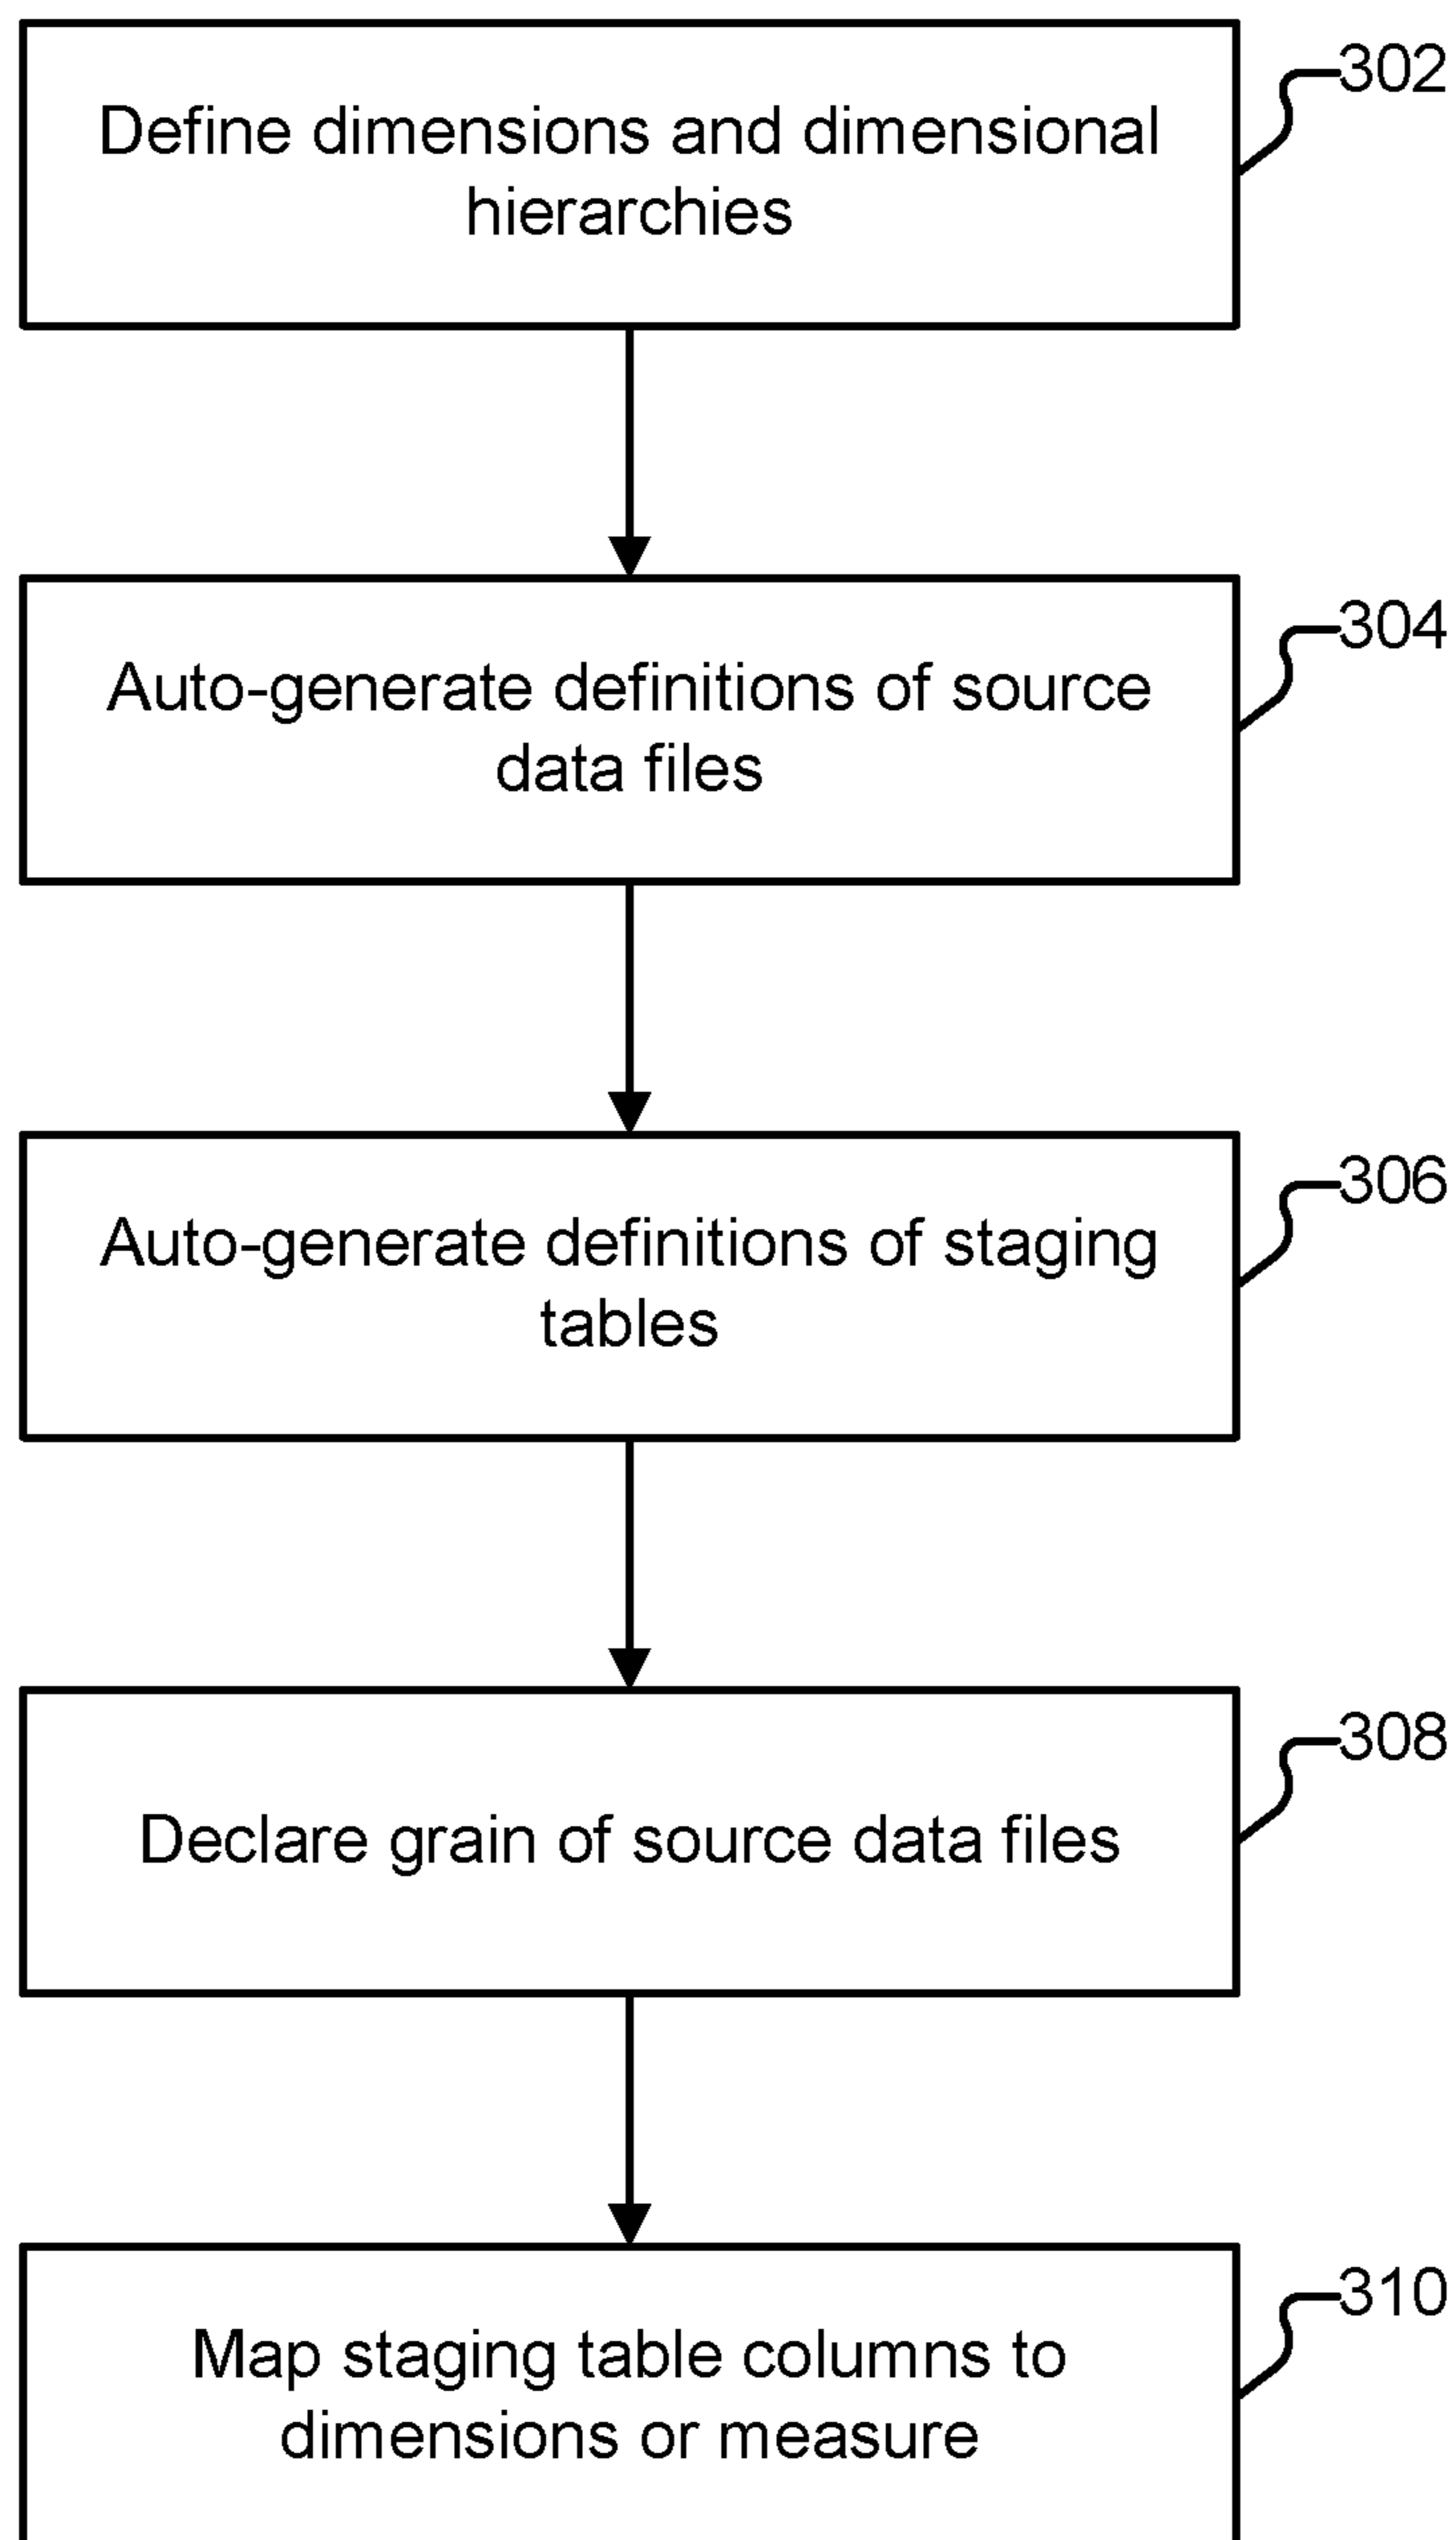 302
Define dimensions and dimensional
hierarchies
304
Auto-generate definitions of source
data files
306
Auto-generate definitions of staging
tables
308
Declare grain of source data files
310
Map staging table columns to
dimensions or measure